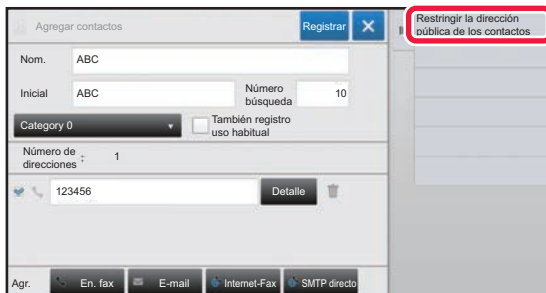 Agregar contactos
Registrar
Restringir la dirección
pública de los contactos
Nom.
ABC
Inicial
ABC
Número
búsqueda
10
Category 0
También registro
uso habitual
Número de
direcciones
:
1
123456
Detalle
Agr.
En. fax
E-mail
Internet-Fax
SMTP directo